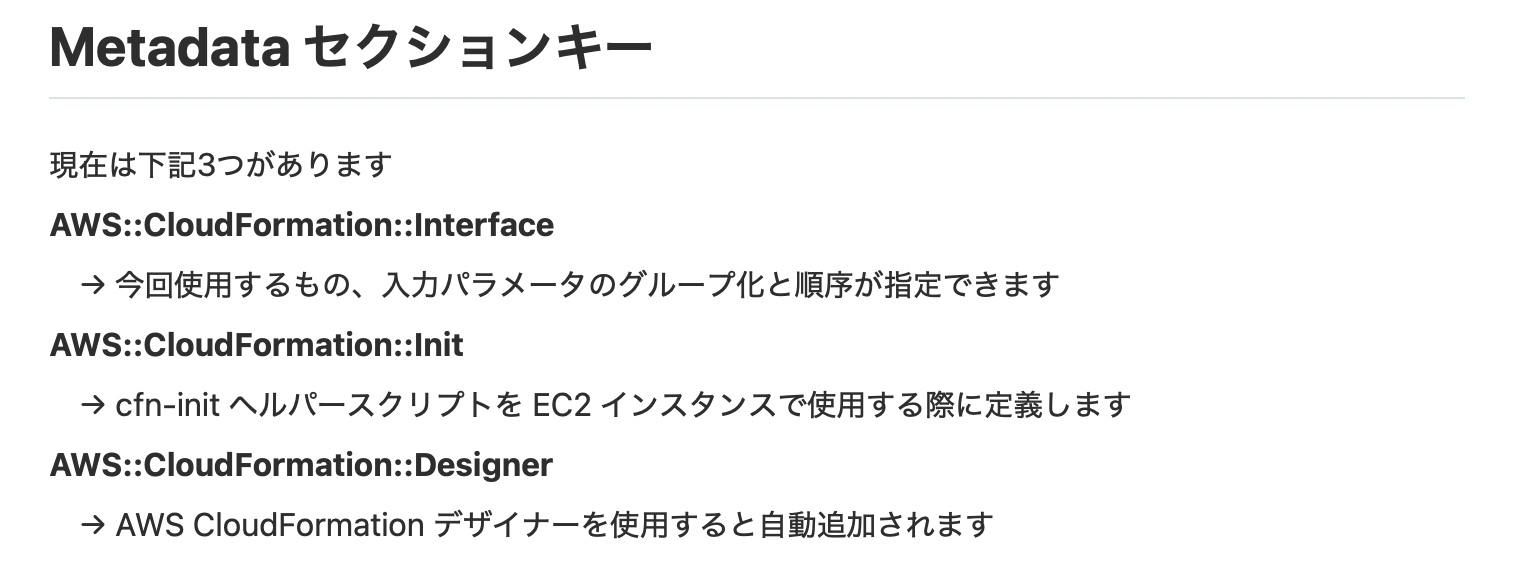 Metadata セクションキー
現在は下記3つがあります
AWS::CloudFormation::Interface
→ 今回使用するもの、入力パラメータのグループ化と順序が指定できます
AWS::CloudFormation::Init
→ cfn-init ヘルパースクリプトを EC2 インスタンスで使用する際に定義します
AWS::CloudFormation::Designer
→ AWS CloudFormation デザイナーを使用すると自動追加されます